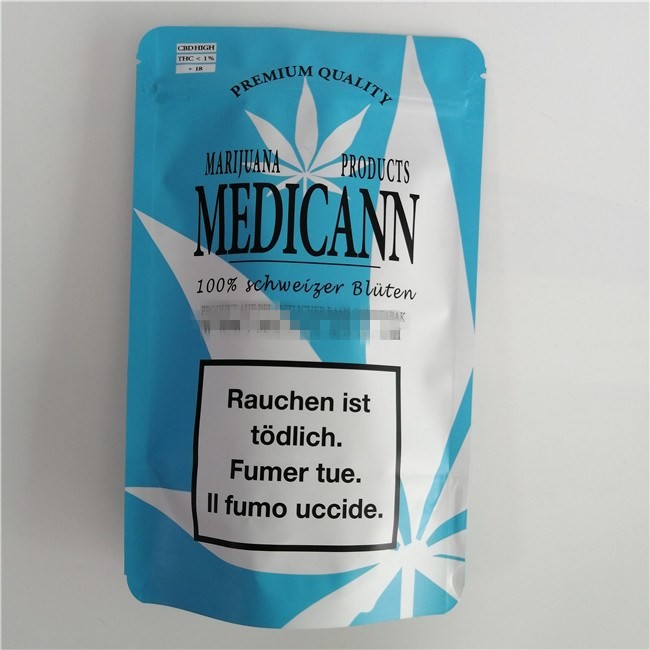 CBD HIGH
THC < 1%
+ 18
PREMIUM QUALITY
MARIJUANA PRODUCTS
MEDICANN
100% schweizer Blüten
Rauchen ist
tödlich.
Fumer tue.
Il fumo uccide.